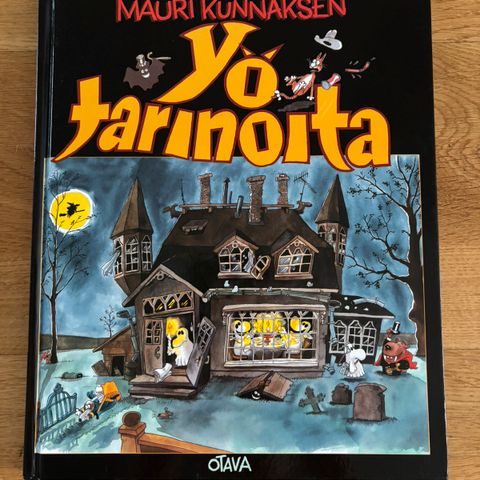 MAURI KUNNAKSEN
Yö
tarinoita
OTAVA